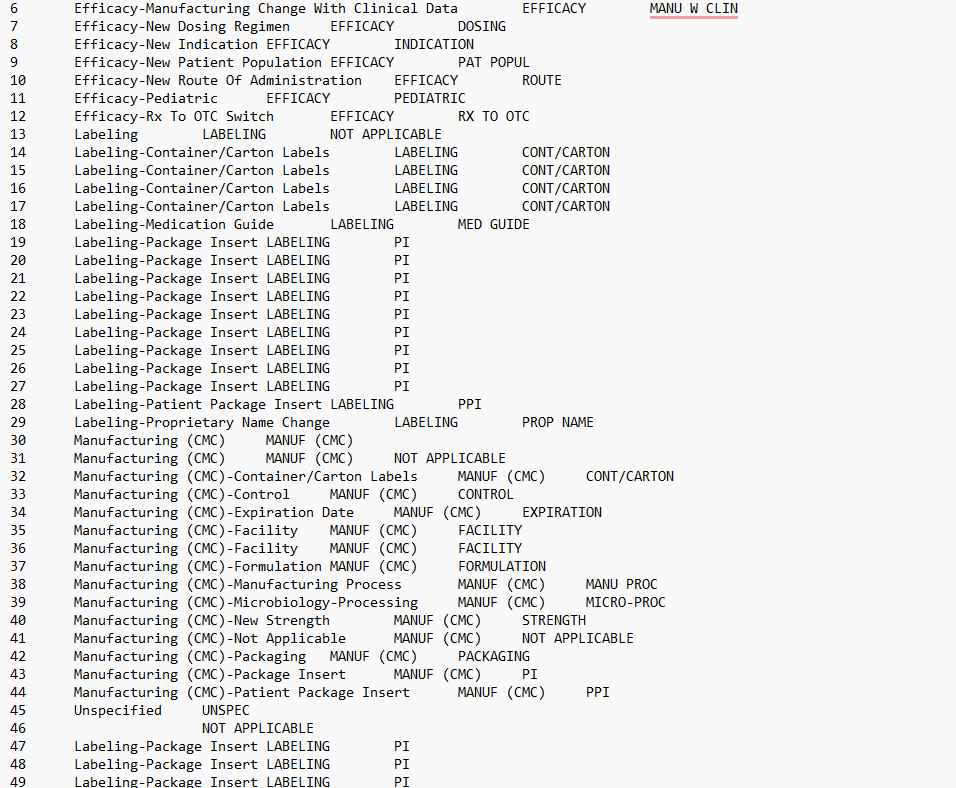 6 Efficacy-Manufacturing Change With Clinical Data EFFICACY MANU W CLIN
7 Efficacy-New Dosing Regimen EFFICACY DOSING
8 Efficacy-New Indication EFFICACY INDICATION
9 Efficacy-New Patient Population EFFICACY PAT POPUL
10 Efficacy-New Route Of Administration EFFICACY ROUTE
11 Efficacy-Pediatric EFFICACY PEDIATRIC
12 Efficacy-Rx To OTC Switch EFFICACY RX TO OTC
13 Labeling LABELING NOT APPLICABLE
14 Labeling-Container/Carton Labels LABELING CONT/CARTON
15 Labeling-Container/Carton Labels LABELING CONT/CARTON
16 Labeling-Container/Carton Labels LABELING CONT/CARTON
17 Labeling-Container/Carton Labels LABELING CONT/CARTON
18 Labeling-Medication Guide LABELING MED GUIDE
19 Labeling-Package Insert LABELING PI
20 Labeling-Package Insert LABELING PI
21 Labeling-Package Insert LABELING PI
22 Labeling-Package Insert LABELING PI
23 Labeling-Package Insert LABELING PI
24 Labeling-Package Insert LABELING PI
25 Labeling-Package Insert LABELING PI
26 Labeling-Package Insert LABELING PI
27 Labeling-Package Insert LABELING PI
28 Labeling-Patient Package Insert LABELING PPI
29 Labeling-Proprietary Name Change LABELING PROP NAME
30 Manufacturing (CMC) MANUF (CMC)
31 Manufacturing (CMC) MANUF (CMC) NOT APPLICABLE
32 Manufacturing (CMC)-Container/Carton Labels MANUF (CMC) CONT/CARTON
33 Manufacturing (CMC)-Control MANUF (CMC) CONTROL
34 Manufacturing (CMC)-Expiration Date MANUF (CMC) EXPIRATION
35 Manufacturing (CMC)-Facility MANUF (CMC) FACILITY
36 Manufacturing (CMC)-Facility MANUF (CMC) FACILITY
37 Manufacturing (CMC)-Formulation MANUF (CMC) FORMULATION
38 Manufacturing (CMC)-Manufacturing Process MANUF (CMC) MANU PROC
39 Manufacturing (CMC)-Microbiology-Processing MANUF (CMC) MICRO-PROC
40 Manufacturing (CMC)-New Strength MANUF (CMC) STRENGTH
41 Manufacturing (CMC)-Not Applicable MANUF (CMC) NOT APPLICABLE
42 Manufacturing (CMC)-Packaging MANUF (CMC) PACKAGING
43 Manufacturing (CMC)-Package Insert MANUF (CMC) PI
44 Manufacturing (CMC)-Patient Package Insert MANUF (CMC) PPI
45 Unspecified UNSPEC
46 NOT APPLICABLE
47 Labeling-Package Insert LABELING PI
48 Labeling-Package Insert LABELING PI
49 Labeling-Package Insert LABELING PI